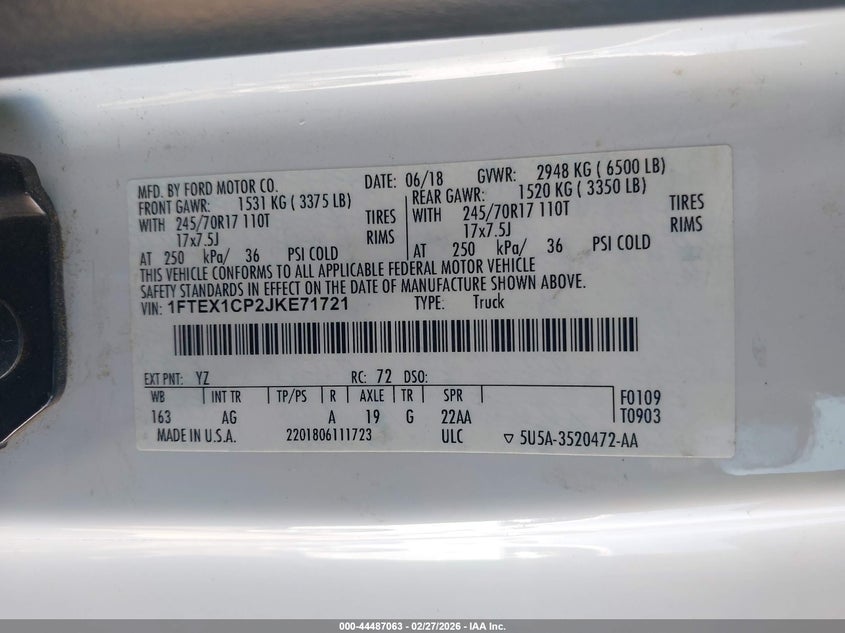 MFD. BY FORD MOTOR CO. DATE: 06/18 GVWR: 2948 KG ( 6500 LB)
FRONT GAWR: 1531 KG ( 3375 LB) REAR GAWR: 1520 KG ( 3350 LB)
WITH 245/70R17 110T TIRES WITH 245/70R17 110T TIRES
17x7.5J RIMS 17x7.5J RIMS
AT 250 kPa/ 36 PSI COLD AT 250 kPa/ 36 PSI COLD
THIS VEHICLE CONFORMS TO ALL APPLICABLE FEDERAL MOTOR VEHICLE
SAFETY STANDARDS IN EFFECT ON THE DATE OF MANUFACTURE SHOWN ABOVE.
VIN: 1FTEX1CP2JKE71721 TYPE: Truck
EXT PNT: YZ RC: 72 DSO:
WB INT TR TP/PS R AXLE TR SPR F0109
163 AG A 19 G 22AA T0903
MADE IN U.S.A. 2201806111723 ULC ▽ 5U5A-3520472-AA
000-44487063 - 02/27/2026 - IAA Inc.